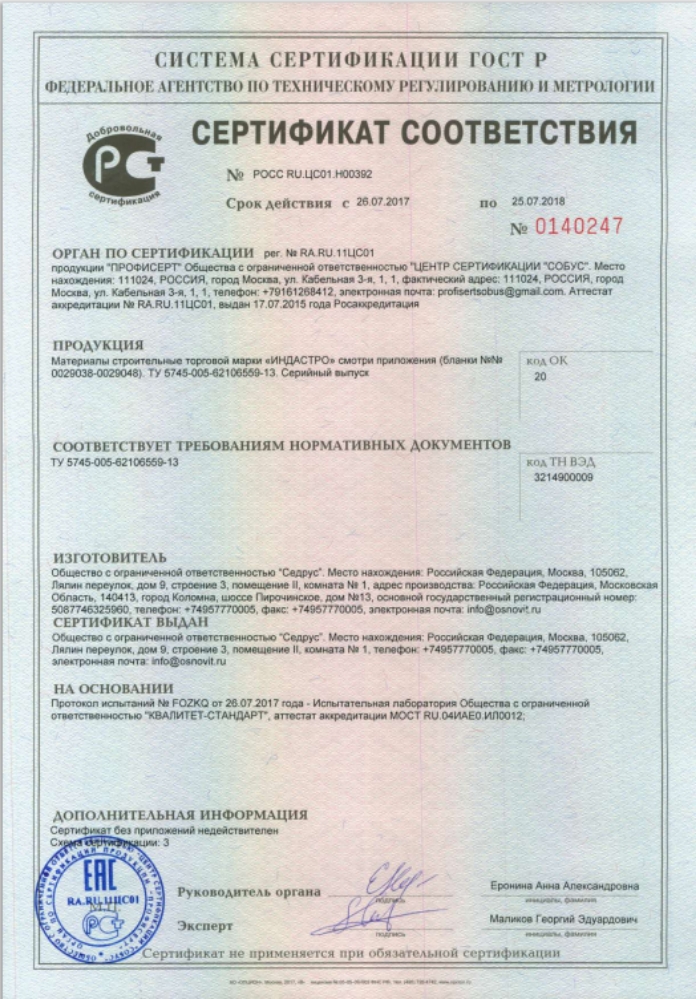 СИСТЕМА СЕРТИФИКАЦИИ ГОСТ Р
ФЕДЕРАЛЬНОЕ АГЕНТСТВО ПО ТЕХНИЧЕСКОМУ РЕГУЛИРОВАНИЮ И МЕТРОЛОГИИ
Добровольная
РСТ
сертификация
СЕРТИФИКАТ СООТВЕТСТВИЯ
№ РОСС RU.ЦС01.Н00392
Срок действия с 26.07.2017 по 25.07.2018
№ 0140247
ОРГАН ПО СЕРТИФИКАЦИИ рег. № RA.RU.11ЦС01
продукции "ПРОФИСЕРТ" Общества с ограниченной ответственностью "ЦЕНТР СЕРТИФИКАЦИИ "СОБУС". Место
нахождения: 111024, РОССИЯ, город Москва, ул. Кабельная 3-я, 1, 1, фактический адрес: 111024, РОССИЯ, город
Москва, ул. Кабельная 3-я, 1, 1, телефон: +79161268412, электронная почта: profisertsobus@gmail.com. Аттестат
аккредитации № RA.RU.11ЦС01, выдан 17.07.2015 года Росаккредитация
ПРОДУКЦИЯ
Материалы строительные торговой марки «ИНДАСТРО» смотри приложения (бланки №№
0029038-0029048). ТУ 5745-005-62106559-13. Серийный выпуск
код ОК
20
СООТВЕТСТВУЕТ ТРЕБОВАНИЯМ НОРМАТИВНЫХ ДОКУМЕНТОВ
ТУ 5745-005-62106559-13
код ТН ВЭД
3214900009
ИЗГОТОВИТЕЛЬ
Общество с ограниченной ответственностью "Седрус". Место нахождения: Российская Федерация, Москва, 105062,
Лялин переулок, дом 9, строение 3, помещение II, комната № 1, адрес производства: Российская Федерация, Московская
Область, 140413, город Коломна, шоссе Пирочинское, дом №13, основной государственный регистрационный номер:
5087746325960, телефон: +74957770005, факс: +74957770005, электронная почта: info@osnovit.ru
СЕРТИФИКАТ ВЫДАН
Общество с ограниченной ответственностью "Седрус". Место нахождения: Российская Федерация, Москва, 105062,
Лялин переулок, дом 9, строение 3, помещение II, комната № 1, телефон: +74957770005, факс: +74957770005,
электронная почта: info@osnovit.ru
НА ОСНОВАНИИ
Протокол испытаний № FOZKQ от 26.07.2017 года - Испытательная лаборатория Общества с ограниченной
ответственностью "КВАЛИТЕТ-СТАНДАРТ", аттестат аккредитации МОСТ RU.04ИАЕ0.ИЛ0012;
ДОПОЛНИТЕЛЬНАЯ ИНФОРМАЦИЯ
Сертификат без приложений недействителен
Схема сертификации: 3
ЕАС
RA.RU.11ЦС01
М.П.
РСТ
Руководитель органа
подпись
Еронина Анна Александровна
инициалы, фамилия
Эксперт
подпись
Маликов Георгий Эдуардович
инициалы, фамилия
Сертификат не применяется при обязательной сертификации